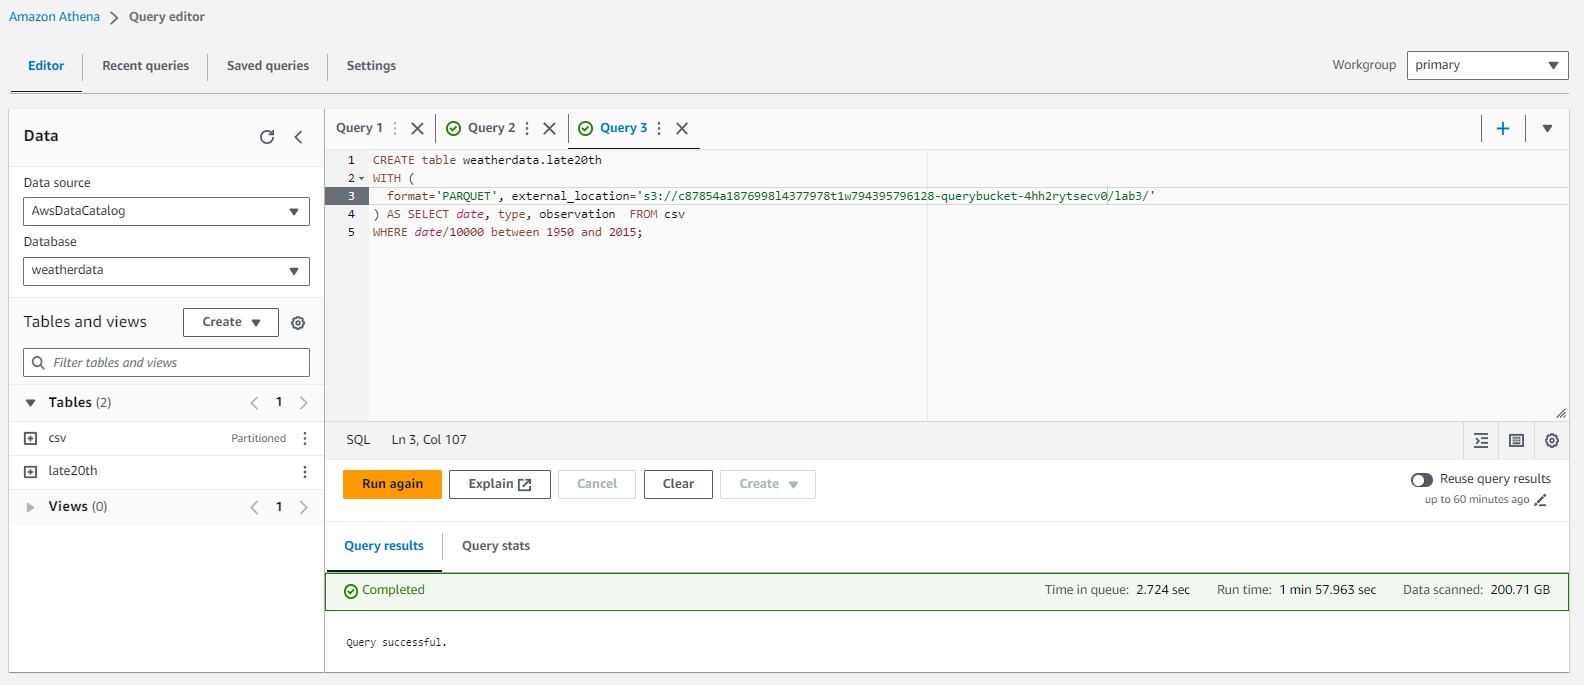 Amazon Athena > Query editor
Editor Recent queries Saved queries Settings
Workgroup primary
Data
Data source
AwsDataCatalog
Database
weatherdata
Tables and views Create
Filter tables and views
Tables (2) 1
csv Partitioned
late20th
Views (0) 1
Query 1 Query 2 Query 3
1 CREATE table weatherdata.late20th
2 WITH (
3 format='PARQUET', external_location='s3://c87854a1876998l4377978t1w794395796128-querybucket-4hh2rytsecv0/lab3/'
4 ) AS SELECT date, type, observation FROM csv
5 WHERE date/10000 between 1950 and 2015;
SQL Ln 3, Col 107
Run again Explain Cancel Clear Create
Reuse query results
up to 60 minutes ago
Query results Query stats
Completed Time in queue: 2.724 sec Run time: 1 min 57.963 sec Data scanned: 200.71 GB
Query successful.